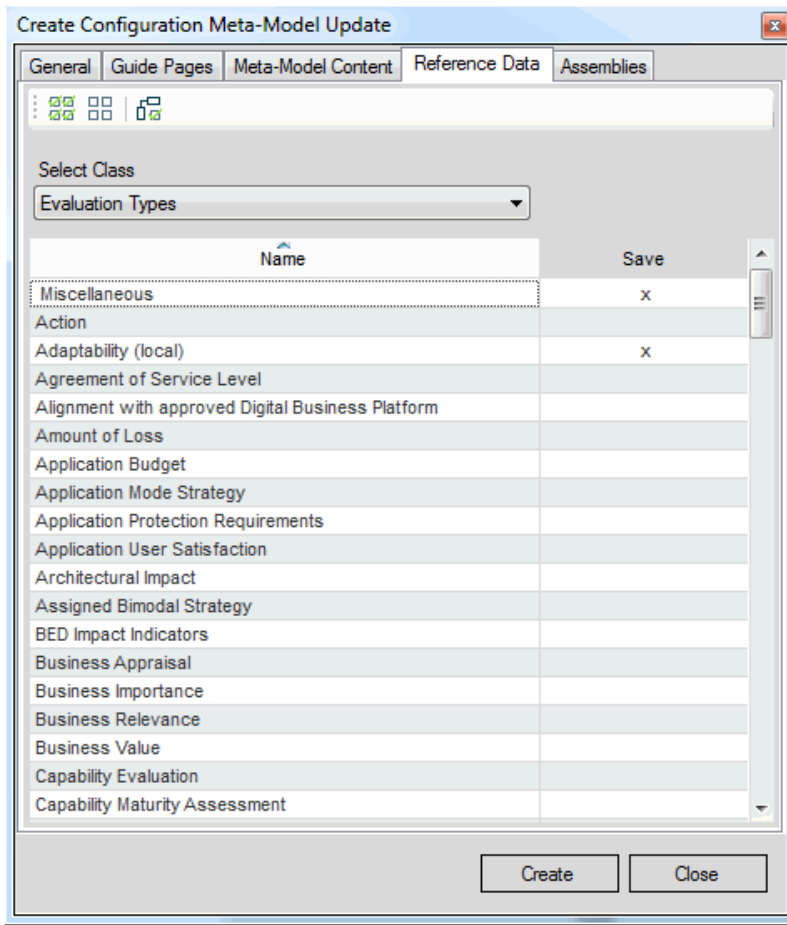 Create Configuration Meta-Model Update
General Guide Pages Meta-Model Content Reference Data Assemblies
Select Class
Evaluation Types
Name Save
Miscellaneous x
Action
Adaptability (local) x
Agreement of Service Level
Alignment with approved Digital Business Platform
Amount of Loss
Application Budget
Application Mode Strategy
Application Protection Requirements
Application User Satisfaction
Architectural Impact
Assigned Bimodal Strategy
BED Impact Indicators
Business Appraisal
Business Importance
Business Relevance
Business Value
Capability Evaluation
Capability Maturity Assessment
Create Close